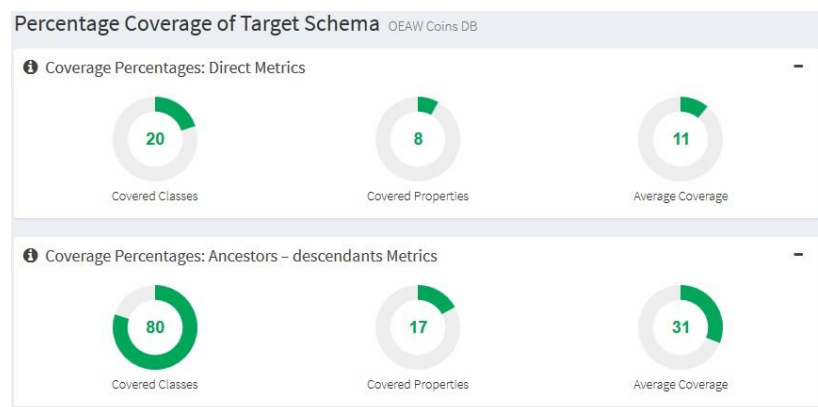 Percentage Coverage of Target Schema OEAW Coins DB
Coverage Percentages: Direct Metrics
20 8 11
Covered Classes Covered Properties Average Coverage
Coverage Percentages: Ancestors – descendants Metrics
80 17 31
Covered Classes Covered Properties Average Coverage